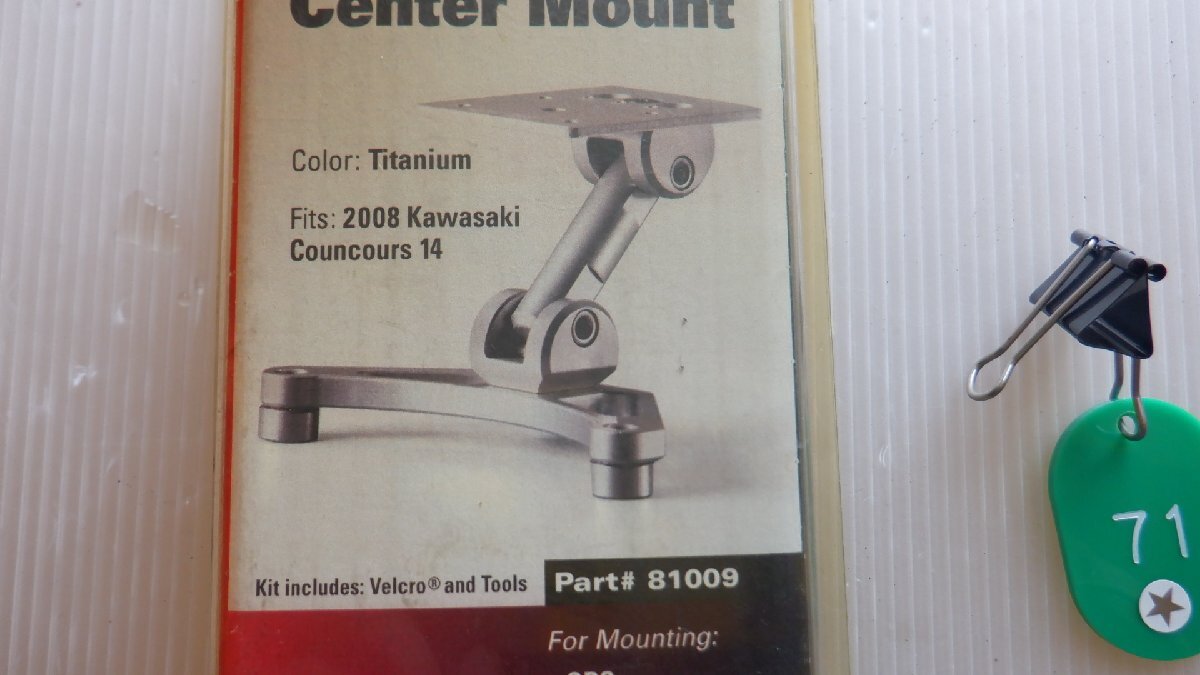 Center Mount
Color: Titanium
Fits: 2008 Kawasaki
Councours 14
Kit includes: Velcro® and Tools
Part# 81009
For Mounting:
GPS
71